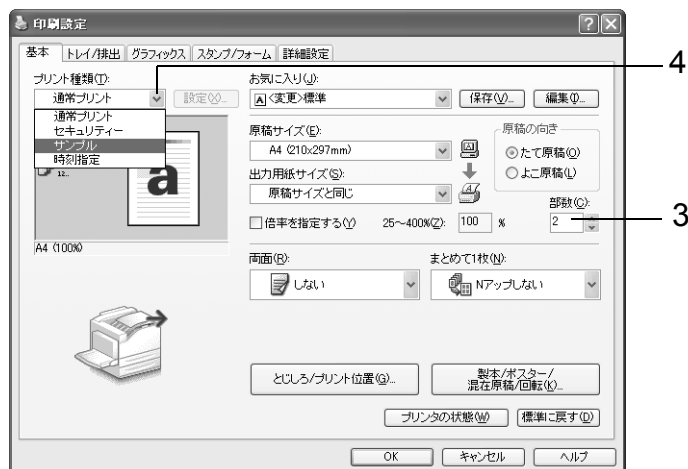 印刷設定
基本 トレイ/排出 グラフィックス スタンプ/フォーム 詳細設定
プリント種類(T):
通常プリント
設定(X)...
通常プリント
セキュリティー
サンプル
時刻指定
12..
a
A4 (100%)
お気に入り(J):
A <変更>標準
保存(V)...
編集(I)...
原稿サイズ(E):
A4 (210x297mm)
出力用紙サイズ(S):
原稿サイズと同じ
倍率を指定する(Y) 25～400%(Z): 100 %
原稿の向き
たて原稿(O)
よこ原稿(L)
部数(C):
2
両面(R):
しない
まとめて1枚(N):
Nアップしない
とじしろ/プリント位置(G)...
製本/ポスター/
混在原稿/回転(K)...
プリンタの状態(W)
標準に戻す(D)
OK
キャンセル
ヘルプ
4
3